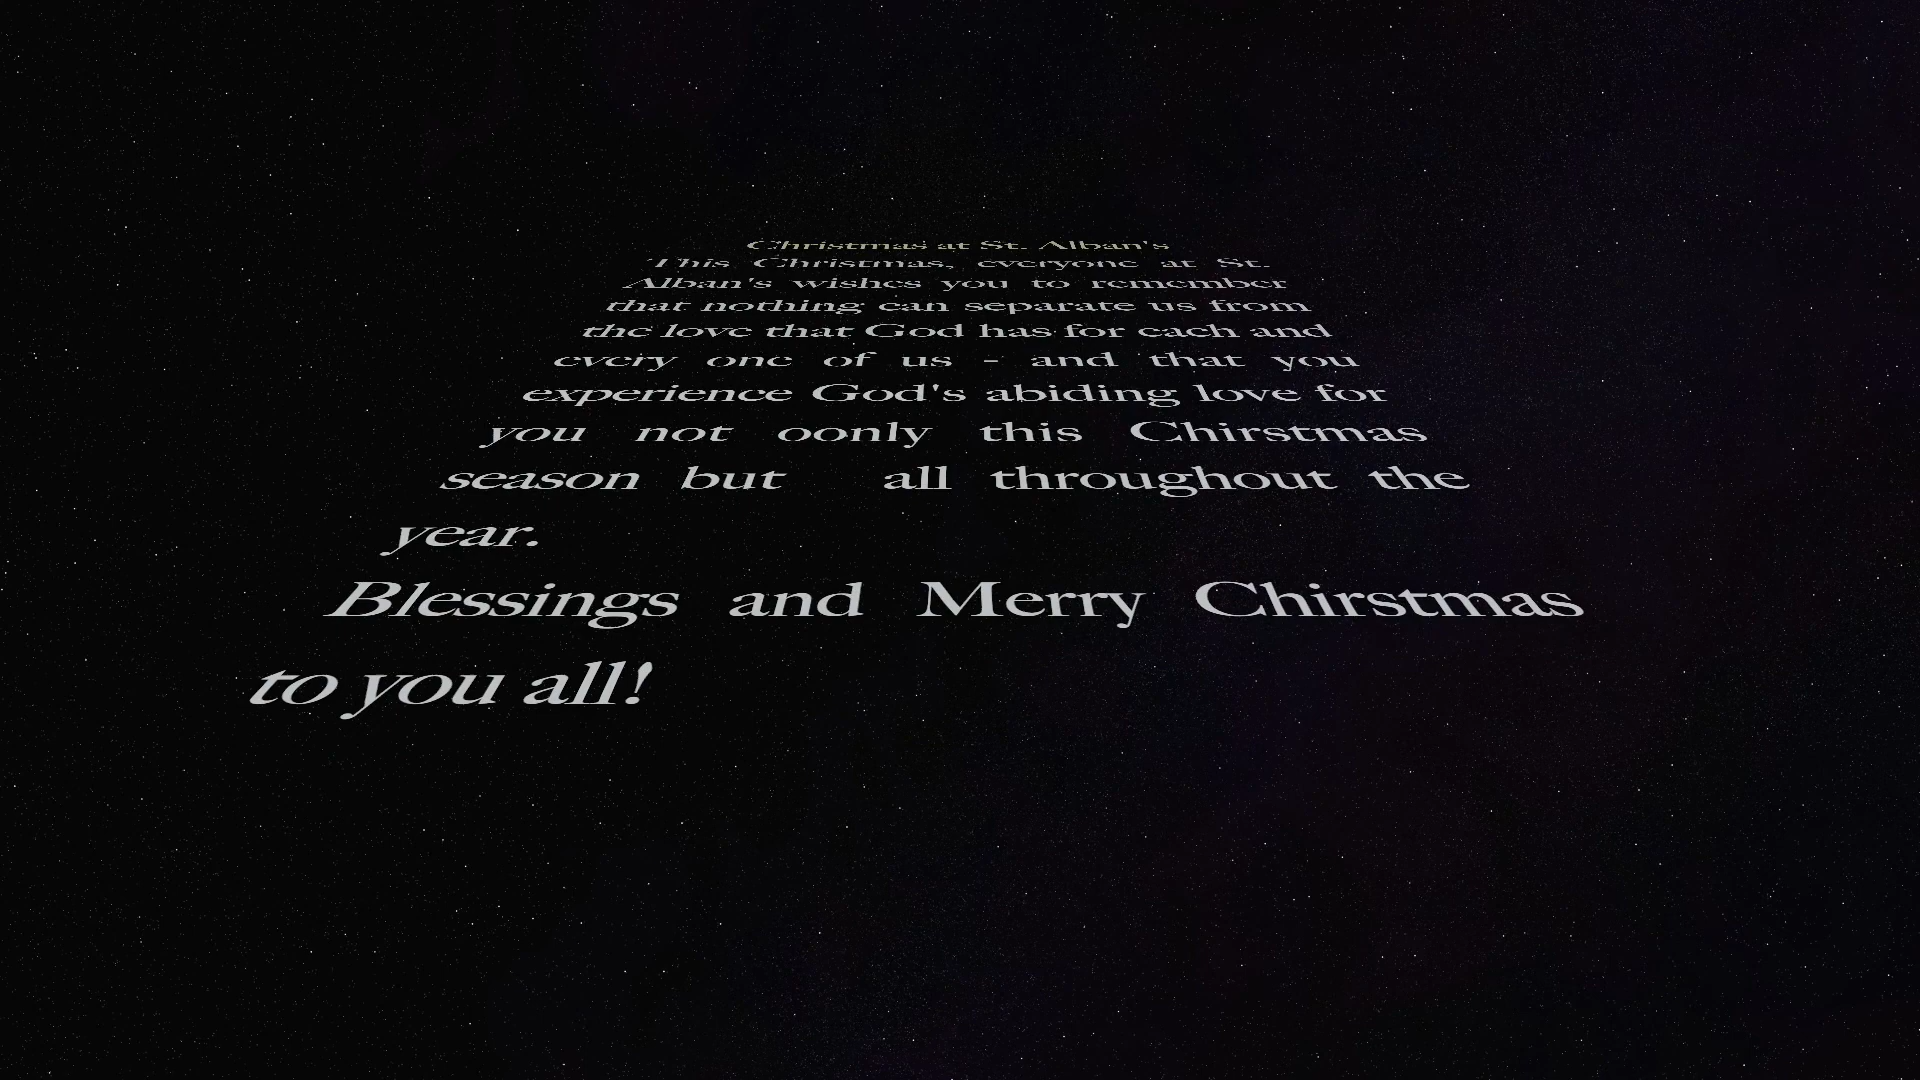 Christmas at St. Alban's
This Christmas, everyone at St.
Alban's wishes you to remember
that nothing can separate us from
the love that God has for each and
every one of us - and that you
experience God's abiding love for
you not oonly this Chirstmas
season but all throughout the
year.
Blessings and Merry Chirstmas
to you all!